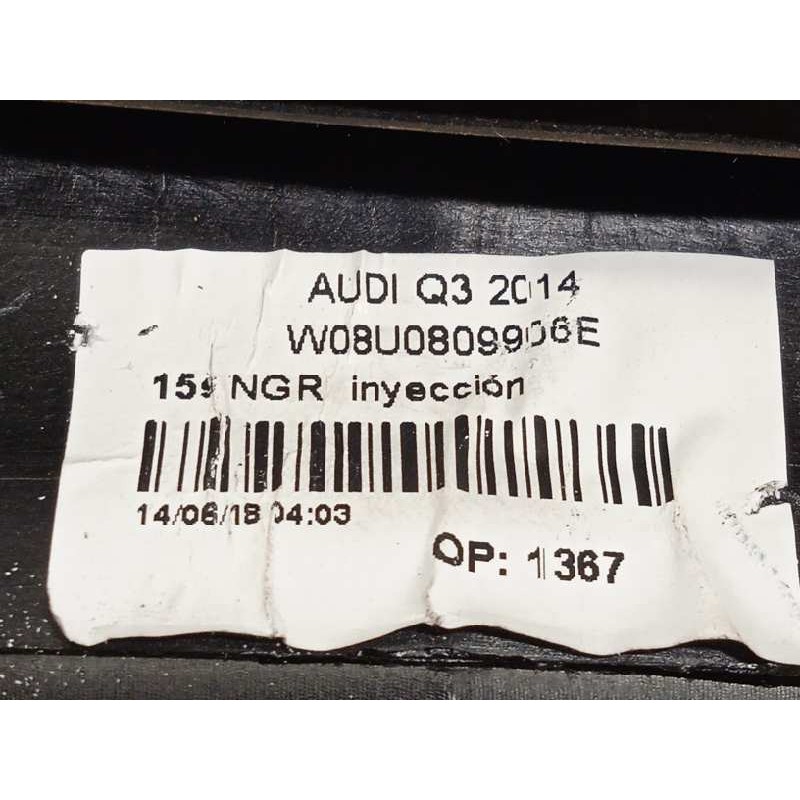 AUDI Q3 2014
W08U0809906E
NGR inyección
14/06/18 04:03
OP: 1367